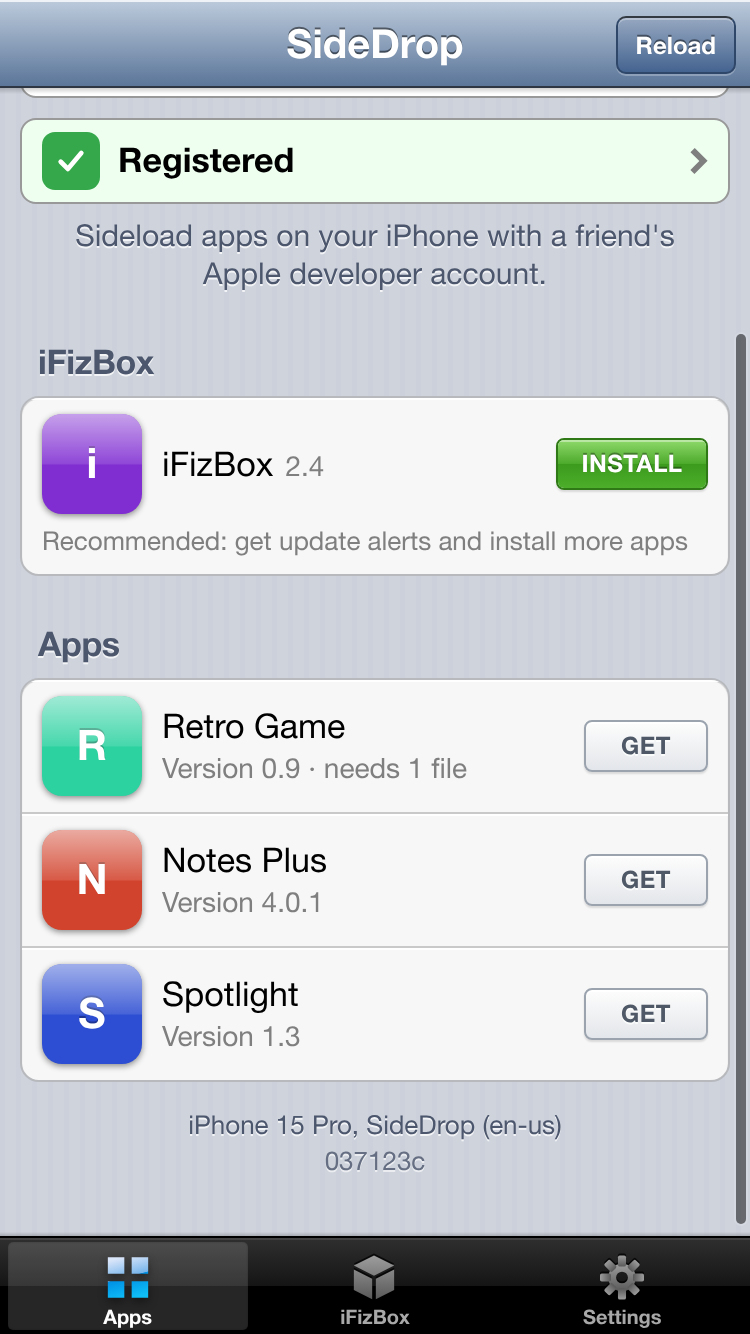 SideDrop
Reload
Registered
Sideload apps on your iPhone with a friend's
Apple developer account.
iFizBox
i
iFizBox 2.4
INSTALL
Recommended: get update alerts and install more apps
Apps
R
Retro Game
Version 0.9 · needs 1 file
GET
N
Notes Plus
Version 4.0.1
GET
S
Spotlight
Version 1.3
GET
iPhone 15 Pro, SideDrop (en-us)
037123c
Apps
iFizBox
Settings